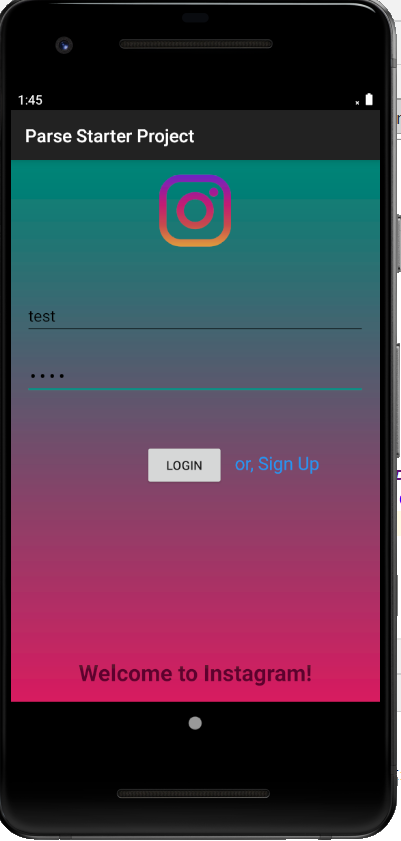 1:45
Parse Starter Project
test
••••
LOGIN or, Sign Up
Welcome to Instagram!